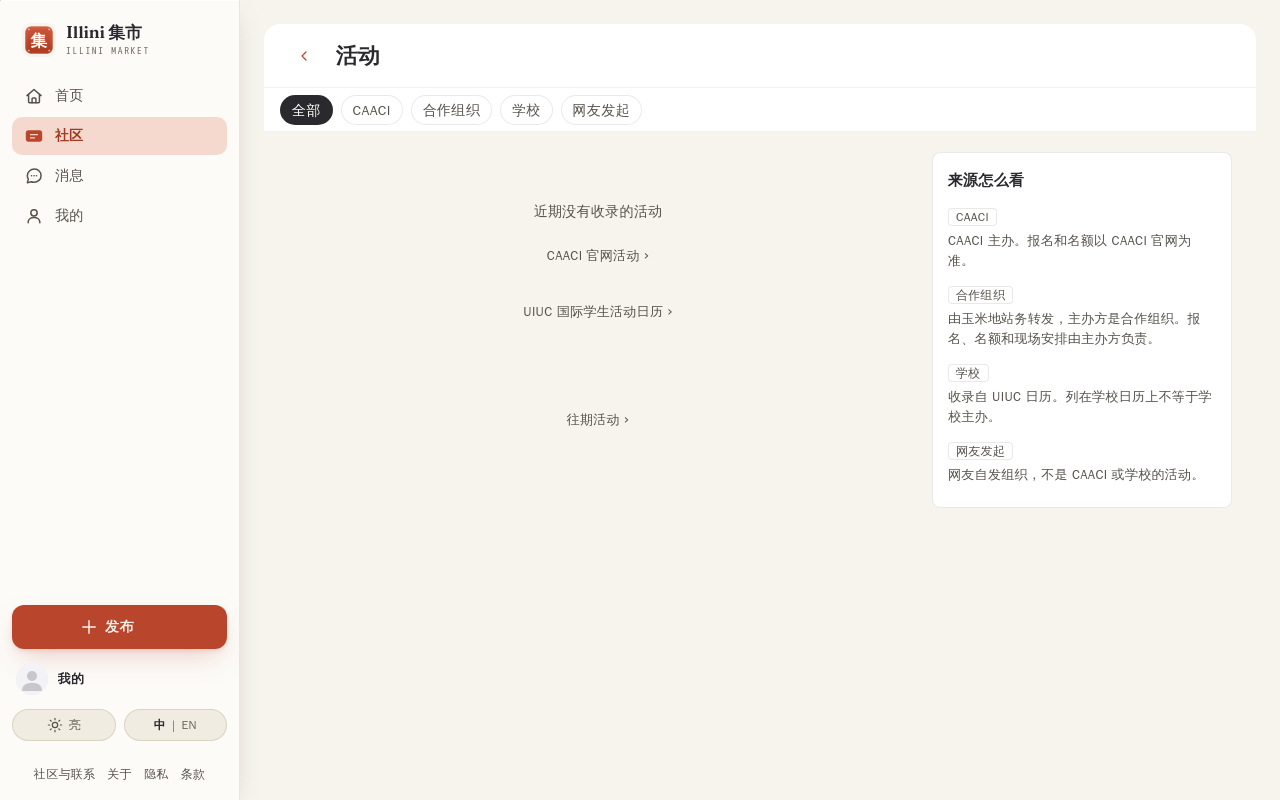 集
Illini 集市
ILLINI MARKET
首页
社区
消息
我的
发布
我的
亮
中 | EN
社区与联系 关于 隐私 条款
活动
全部 CAACI 合作组织 学校 网友发起
近期没有收录的活动
CAACI 官网活动 ›
UIUC 国际学生活动日历 ›
往期活动 ›
来源怎么看
CAACI
CAACI 主办。报名和名额以 CAACI 官网为
准。
合作组织
由玉米地站务转发，主办方是合作组织。报
名、名额和现场安排由主办方负责。
学校
收录自 UIUC 日历。列在学校日历上不等于学
校主办。
网友发起
网友自发组织，不是 CAACI 或学校的活动。